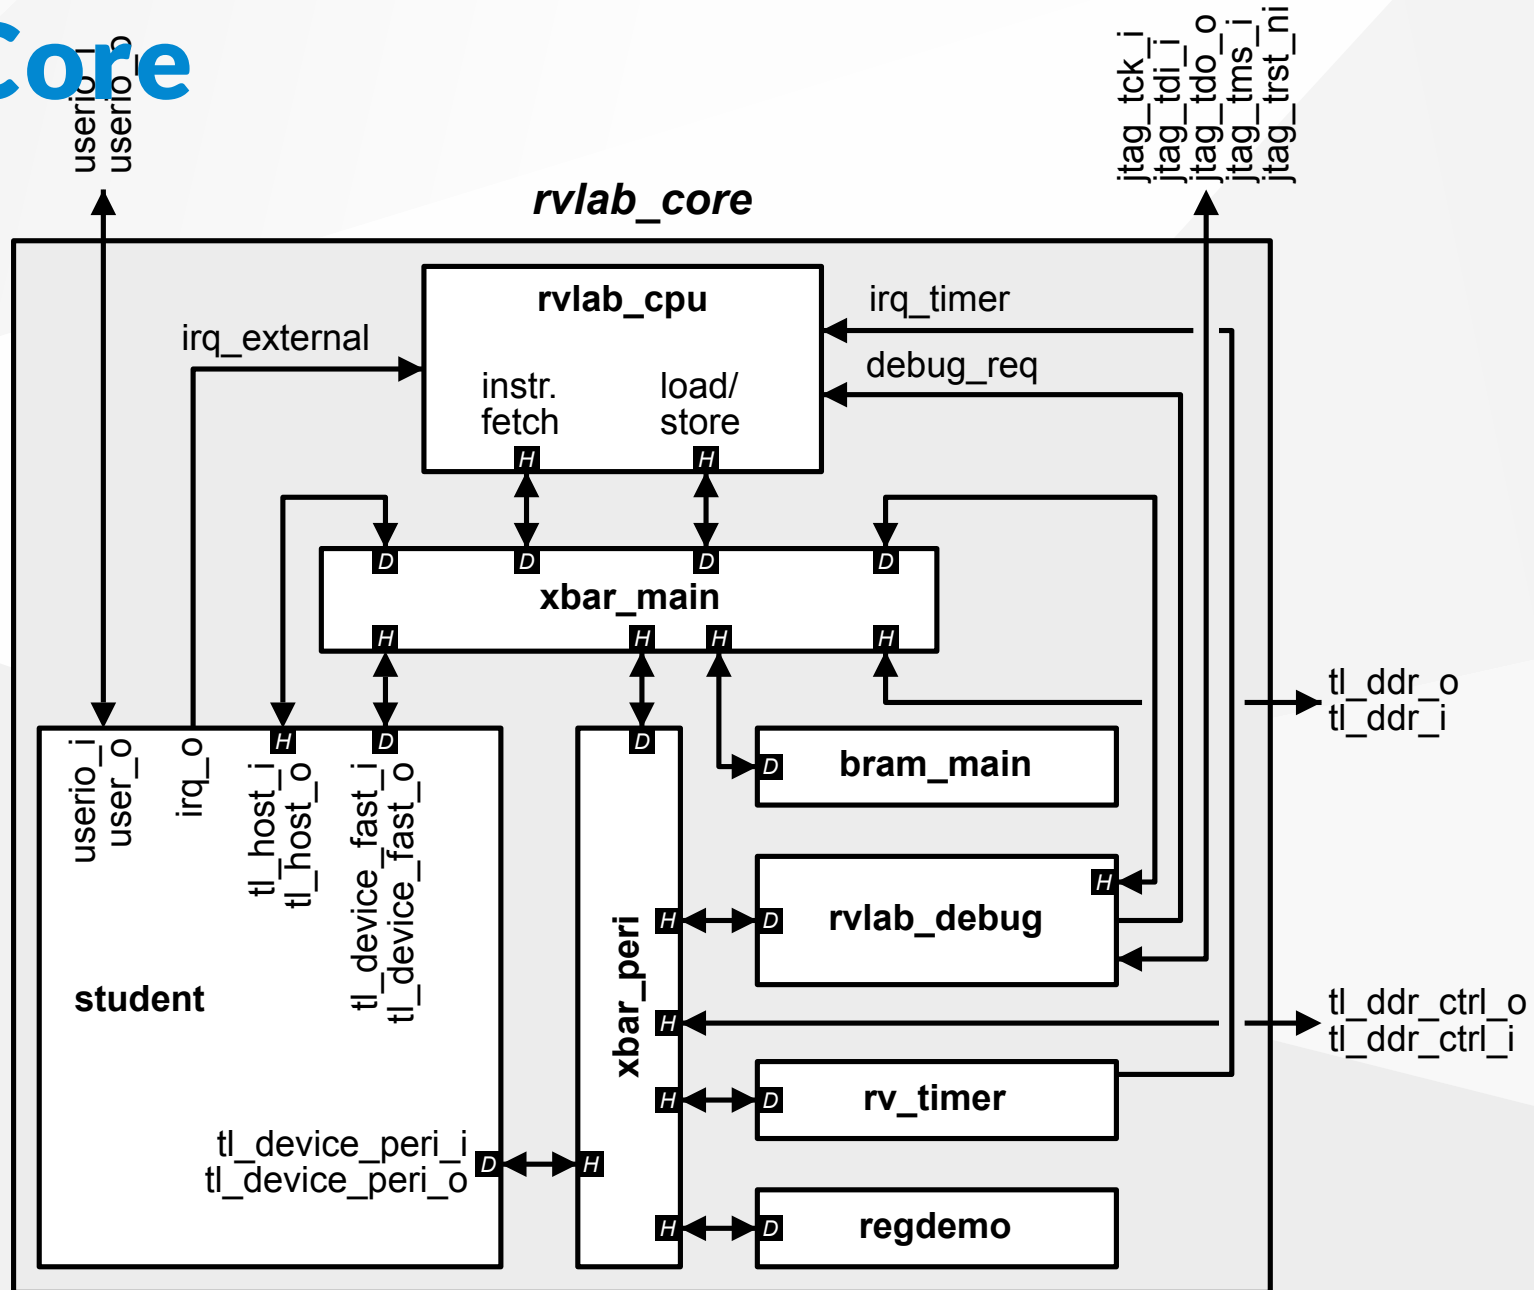 Core
userio_i
userio_o
jtag_tck_i
jtag_tdi_i
jtag_tdo_o
jtag_tms_i
jtag_trst_ni
rvlab_core
rvlab_cpu
irq_timer
irq_external
debug_req
instr.
fetch
load/
store
H
H
D
D
D
D
xbar_main
H
H
H
H
tl_ddr_o
tl_ddr_i
userio_i
user_o
irq_o
H
tl_host_i
tl_host_o
D
tl_device_fast_i
tl_device_fast_o
D
D
bram_main
H
H
D
rvlab_debug
xbar_peri
student
H
tl_ddr_ctrl_o
tl_ddr_ctrl_i
H
D
rv_timer
tl_device_peri_i
tl_device_peri_o
D
H
H
D
regdemo